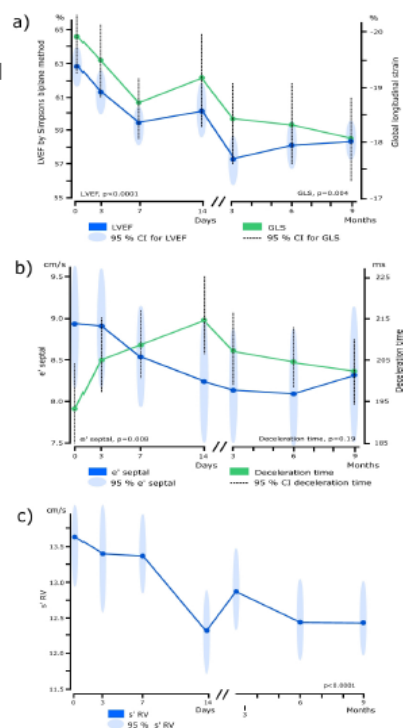 a)
%
%
65
63
61
59
57
55
-20
-19
-18
-17
LVEF by Simpsons biplane method
Global longitudinal strain
LVEF, p<0.0001
GLS, p=0.004
0 3 7 14 3 6 9
Days
Months
LVEF
GLS
95 % CI for LVEF
95 % CI for GLS
b)
cm/s
ms
9.5
9.0
8.5
8.0
7.5
225
215
205
195
185
e' septal
Deceleration time
e' septal, p=0.008
Deceleration time, p=0.19
0 3 7 14 3 6 9
Days
Months
e' septal
Deceleration time
95 % e' septal
95 % CI deceleration time
c)
cm/s
13.5
13.0
12.5
12.0
11.5
s' RV
p<0.0001
0 3 7 14 3 6 9
Days
Months
s' RV
95 % s' RV